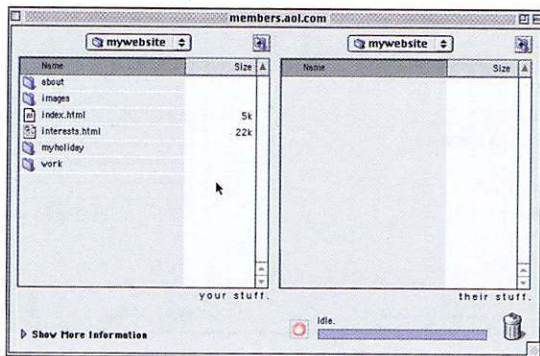 members.aol.com
mywebsite
mywebsite
Name Size
Name Size
about
images
index.html 5k
interests.html 22k
myholiday
work
your stuff.
their stuff.
Idle.
Show More Information